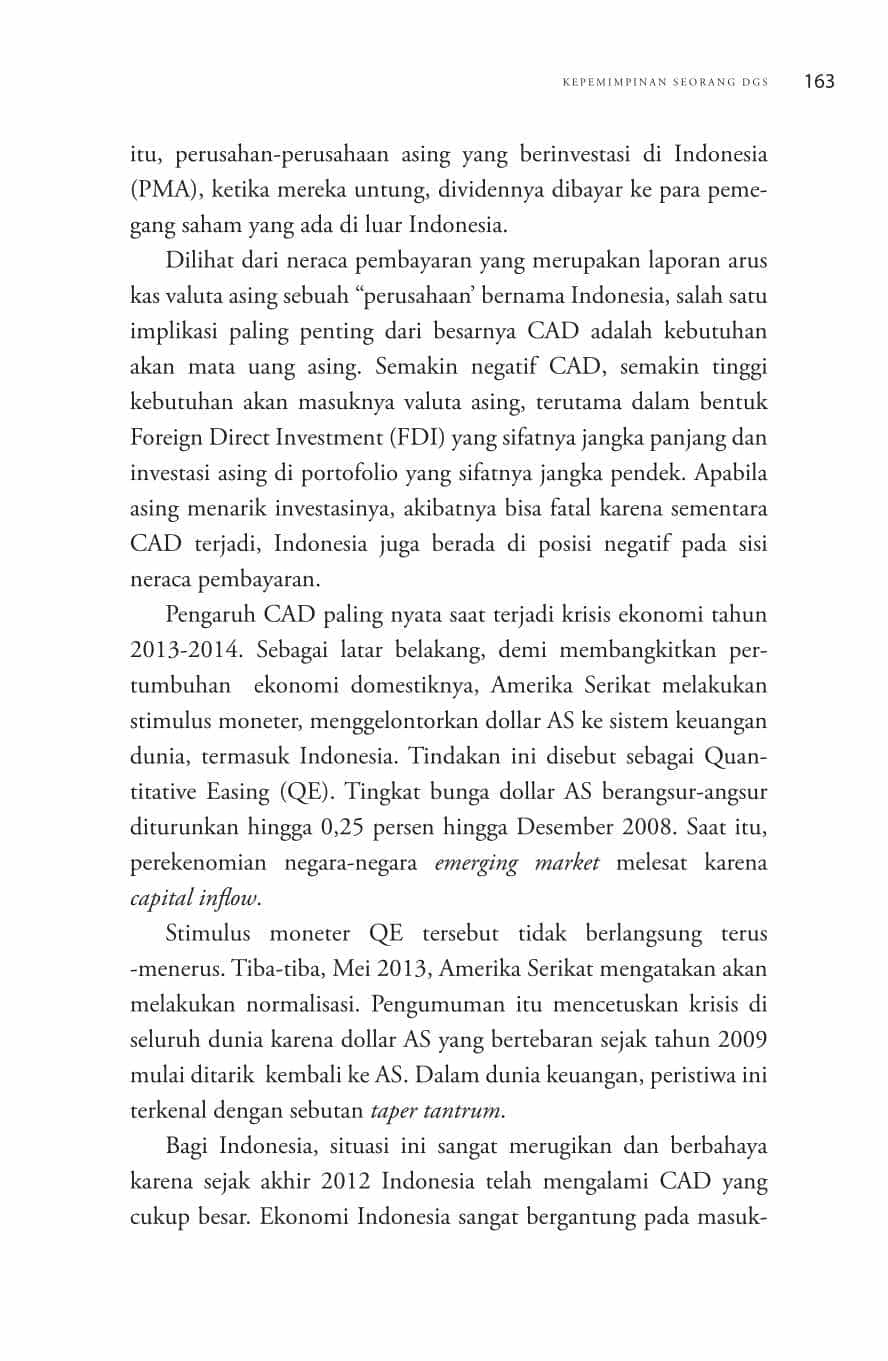 KEPEMIMPINAN SEORANG DGS 163
itu, perusahan-perusahaan asing yang berinvestasi di Indonesia
(PMA), ketika mereka untung, dividennya dibayar ke para peme-
gang saham yang ada di luar Indonesia.
Dilihat dari neraca pembayaran yang merupakan laporan arus
kas valuta asing sebuah “perusahaan’ bernama Indonesia, salah satu
implikasi paling penting dari besarnya CAD adalah kebutuhan
akan mata uang asing. Semakin negatif CAD, semakin tinggi
kebutuhan akan masuknya valuta asing, terutama dalam bentuk
Foreign Direct Investment (FDI) yang sifatnya jangka panjang dan
investasi asing di portofolio yang sifatnya jangka pendek. Apabila
asing menarik investasinya, akibatnya bisa fatal karena sementara
CAD terjadi, Indonesia juga berada di posisi negatif pada sisi
neraca pembayaran.
Pengaruh CAD paling nyata saat terjadi krisis ekonomi tahun
2013-2014. Sebagai latar belakang, demi membangkitkan per-
tumbuhan ekonomi domestiknya, Amerika Serikat melakukan
stimulus moneter, menggelontorkan dollar AS ke sistem keuangan
dunia, termasuk Indonesia. Tindakan ini disebut sebagai Quan-
titative Easing (QE). Tingkat bunga dollar AS berangsur-angsur
diturunkan hingga 0,25 persen hingga Desember 2008. Saat itu,
perekenomian negara-negara emerging market melesat karena
capital inflow.
Stimulus moneter QE tersebut tidak berlangsung terus
-menerus. Tiba-tiba, Mei 2013, Amerika Serikat mengatakan akan
melakukan normalisasi. Pengumuman itu mencetuskan krisis di
seluruh dunia karena dollar AS yang bertebaran sejak tahun 2009
mulai ditarik kembali ke AS. Dalam dunia keuangan, peristiwa ini
terkenal dengan sebutan taper tantrum.
Bagi Indonesia, situasi ini sangat merugikan dan berbahaya
karena sejak akhir 2012 Indonesia telah mengalami CAD yang
cukup besar. Ekonomi Indonesia sangat bergantung pada masuk-